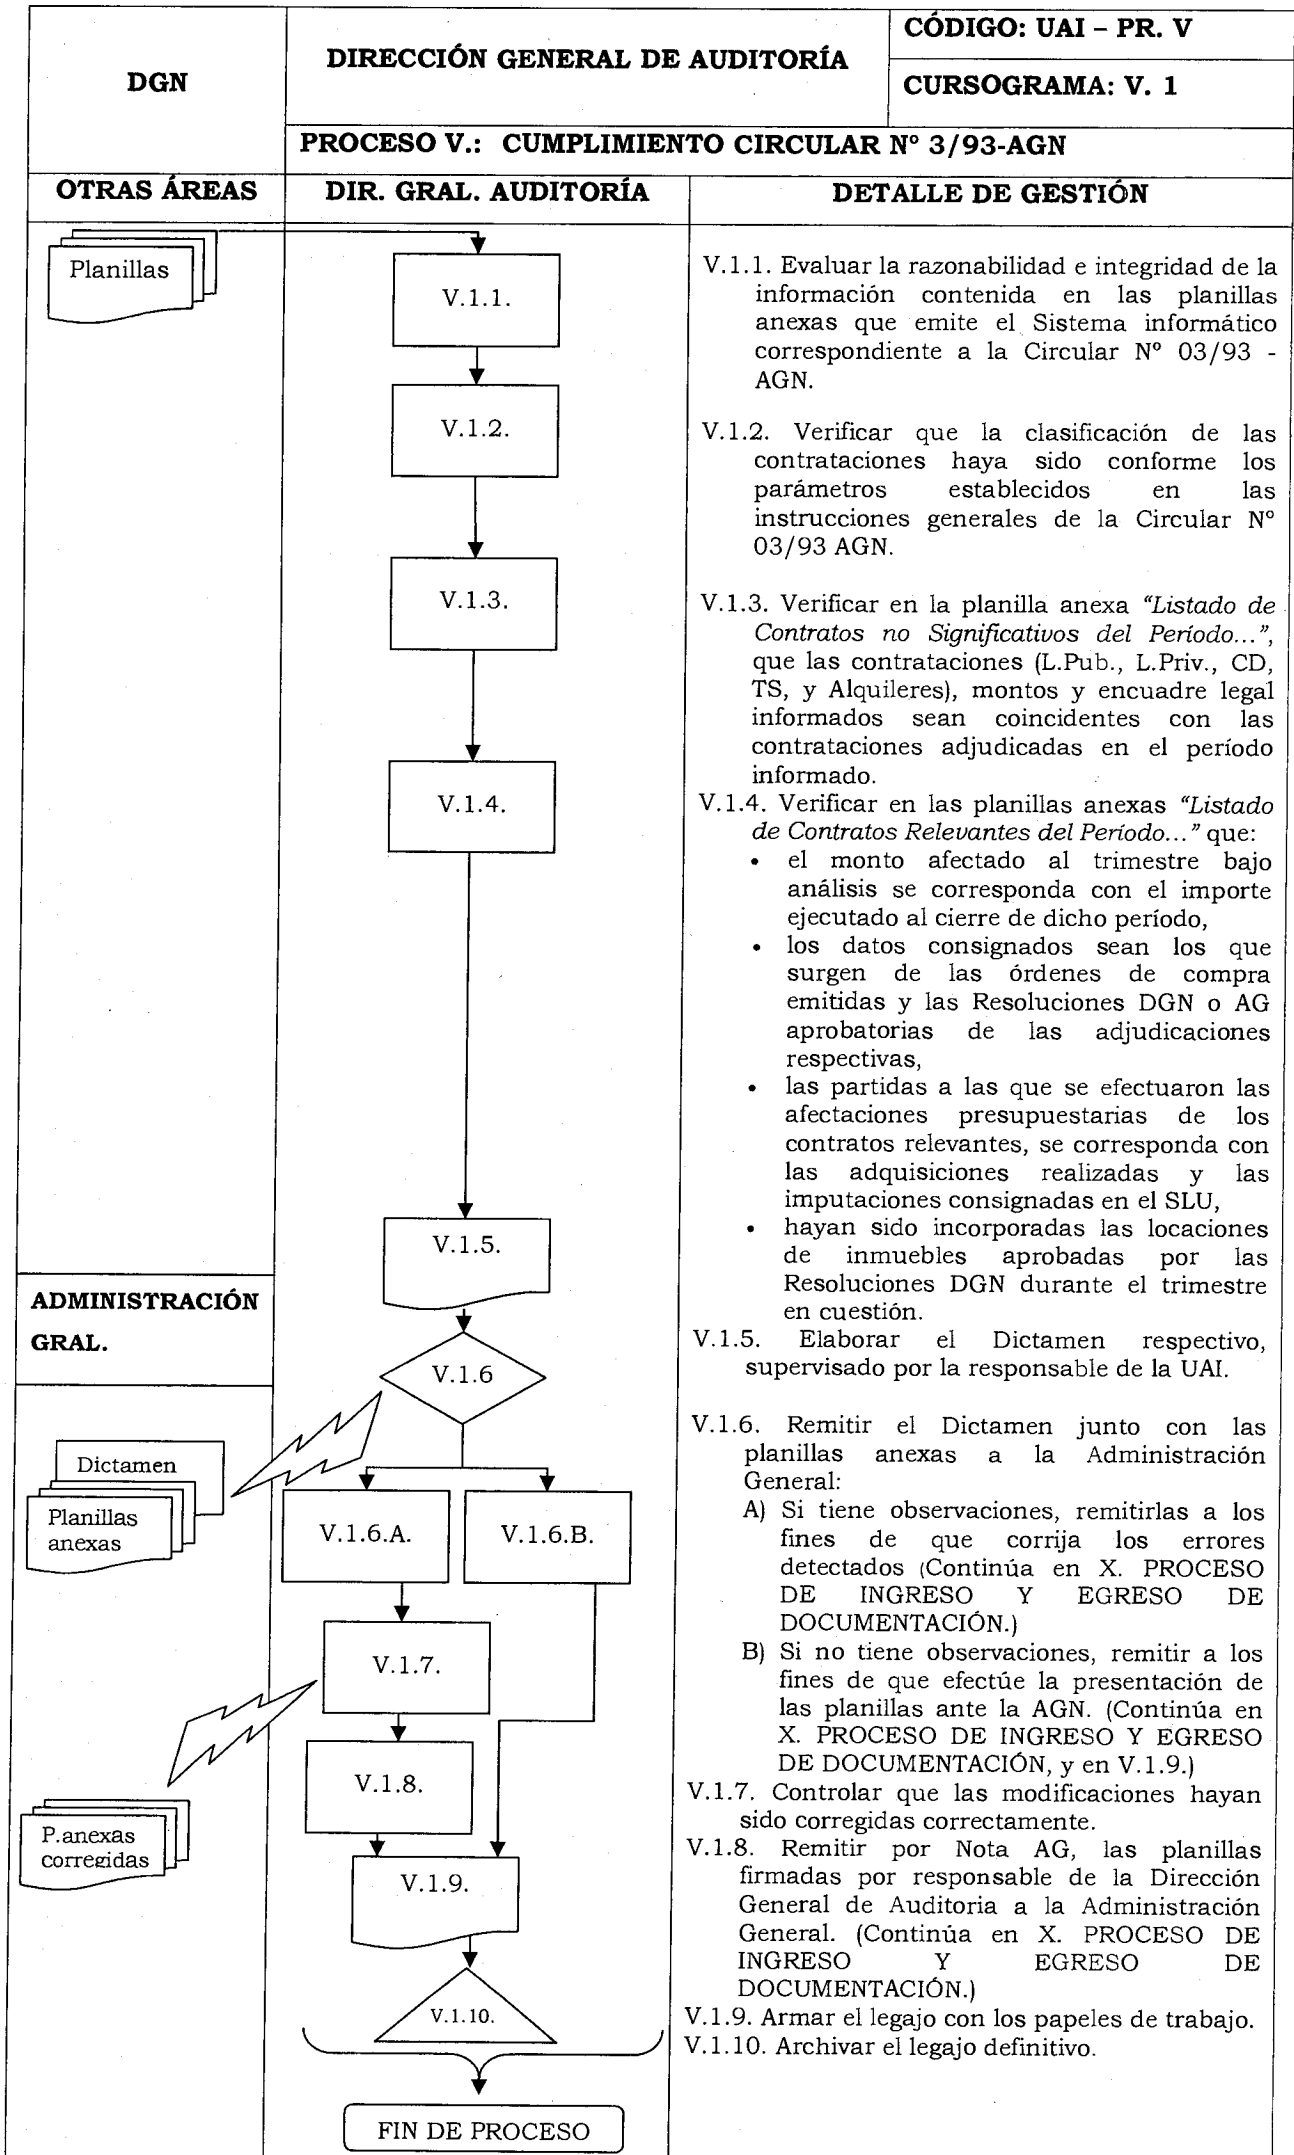 DGN
DIRECCIÓN GENERAL DE AUDITORÍA
CÓDIGO: UAI – PR. V
CURSOGRAMA: V. 1
PROCESO V.: CUMPLIMIENTO CIRCULAR Nº 3/93-AGN
OTRAS ÁREAS
DIR. GRAL. AUDITORÍA
DETALLE DE GESTIÓN
Planillas
V.1.1.
V.1.2.
V.1.3.
V.1.4.
V.1.5.
ADMINISTRACIÓN
GRAL.
V.1.6
Dictamen
Planillas
anexas
V.1.6.A.
V.1.6.B.
V.1.7.
V.1.8.
P.anexas
corregidas
V.1.9.
V.1.10.
FIN DE PROCESO
V.1.1. Evaluar la razonabilidad e integridad de la
información contenida en las planillas
anexas que emite el Sistema informático
correspondiente a la Circular Nº 03/93 -
AGN.
V.1.2. Verificar que la clasificación de las
contrataciones haya sido conforme los
parámetros establecidos en las
instrucciones generales de la Circular Nº
03/93 AGN.
V.1.3. Verificar en la planilla anexa “Listado de
Contratos no Significativos del Período…”,
que las contrataciones (L.Pub., L.Priv., CD,
TS, y Alquileres), montos y encuadre legal
informados sean coincidentes con las
contrataciones adjudicadas en el período
informado.
V.1.4. Verificar en las planillas anexas “Listado
de Contratos Relevantes del Período…” que:
• el monto afectado al trimestre bajo
análisis se corresponda con el importe
ejecutado al cierre de dicho período,
• los datos consignados sean los que
surgen de las órdenes de compra
emitidas y las Resoluciones DGN o AG
aprobatorias de las adjudicaciones
respectivas,
• las partidas a las que se efectuaron las
afectaciones presupuestarias de los
contratos relevantes, se corresponda con
las adquisiciones realizadas y las
imputaciones consignadas en el SLU,
• hayan sido incorporadas las locaciones
de inmuebles aprobadas por las
Resoluciones DGN durante el trimestre
en cuestión.
V.1.5. Elaborar el Dictamen respectivo,
supervisado por la responsable de la UAI.
V.1.6. Remitir el Dictamen junto con las
planillas anexas a la Administración
General:
A) Si tiene observaciones, remitirlas a los
fines de que corrija los errores
detectados (Continúa en X. PROCESO
DE INGRESO Y EGRESO DE
DOCUMENTACIÓN.)
B) Si no tiene observaciones, remitir a los
fines de que efectúe la presentación de
las planillas ante la AGN. (Continúa en
X. PROCESO DE INGRESO Y EGRESO
DE DOCUMENTACIÓN, y en V.1.9.)
V.1.7. Controlar que las modificaciones hayan
sido corregidas correctamente.
V.1.8. Remitir por Nota AG, las planillas
firmadas por responsable de la Dirección
General de Auditoria a la Administración
General. (Continúa en X. PROCESO DE
INGRESO Y EGRESO DE
DOCUMENTACIÓN.)
V.1.9. Armar el legajo con los papeles de trabajo.
V.1.10. Archivar el legajo definitivo.